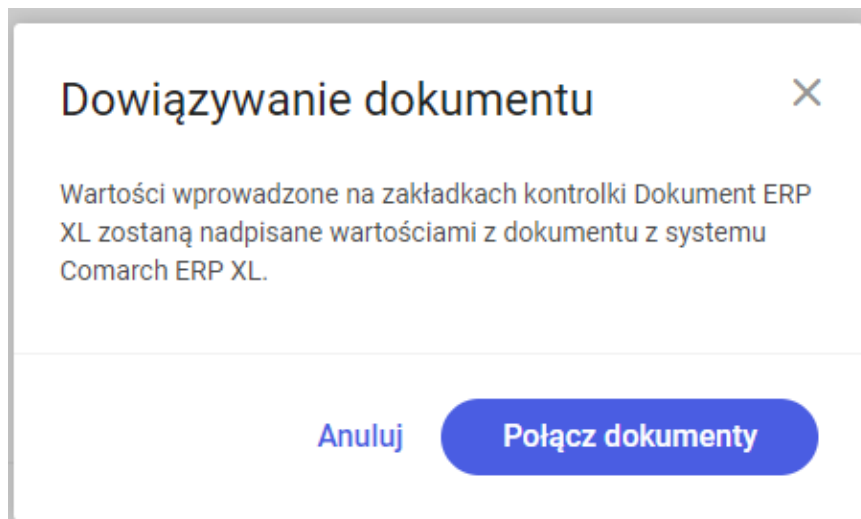 Dowiązywanie dokumentu
Wartości wprowadzone na zakładkach kontrolki Dokument ERP
XL zostaną nadpisane wartościami z dokumentu z systemu
Comarch ERP XL.
Anuluj
Połącz dokumenty